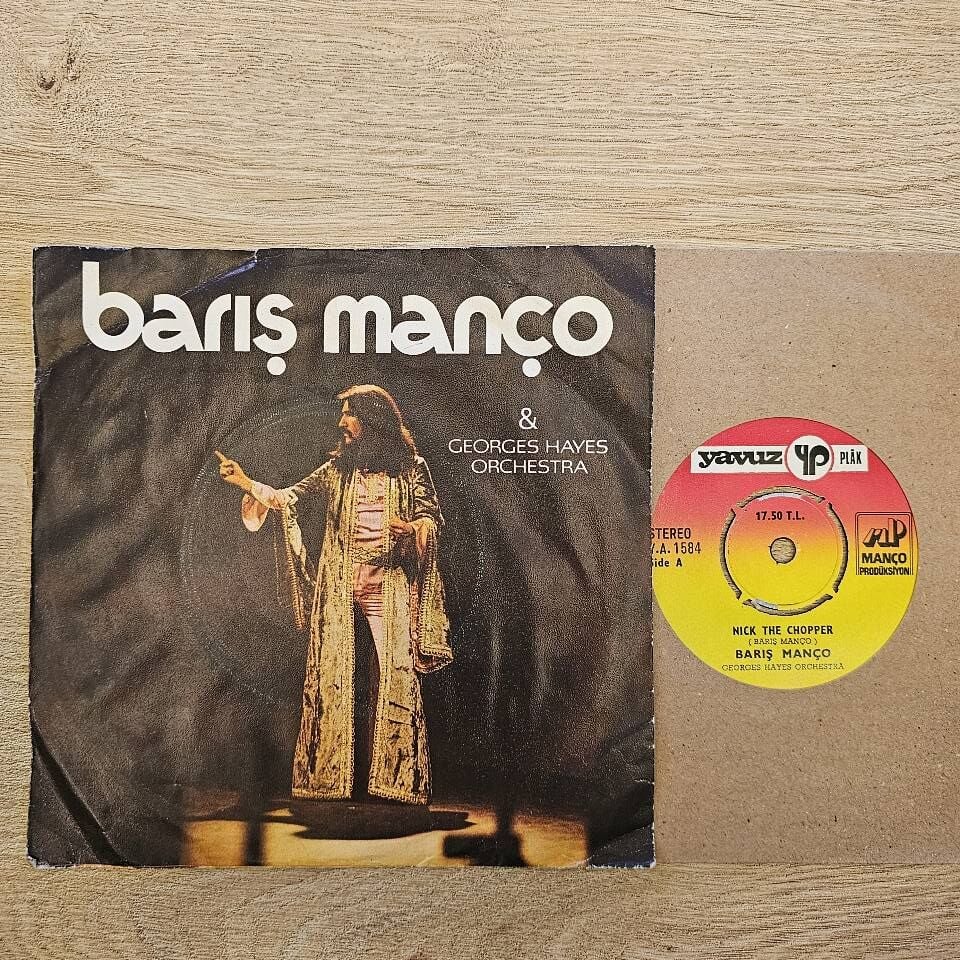 barış manço
&
GEORGES HAYES
ORCHESTRA
yavuz yp PLÂK
17.50 T.L.
STEREO
Y.A. 1584
Side A
MANÇO
PRODÜKSİYON
NICK THE CHOPPER
( BARIŞ MANÇO )
BARIŞ MANÇO
GEORGES HAYES ORCHESTRA